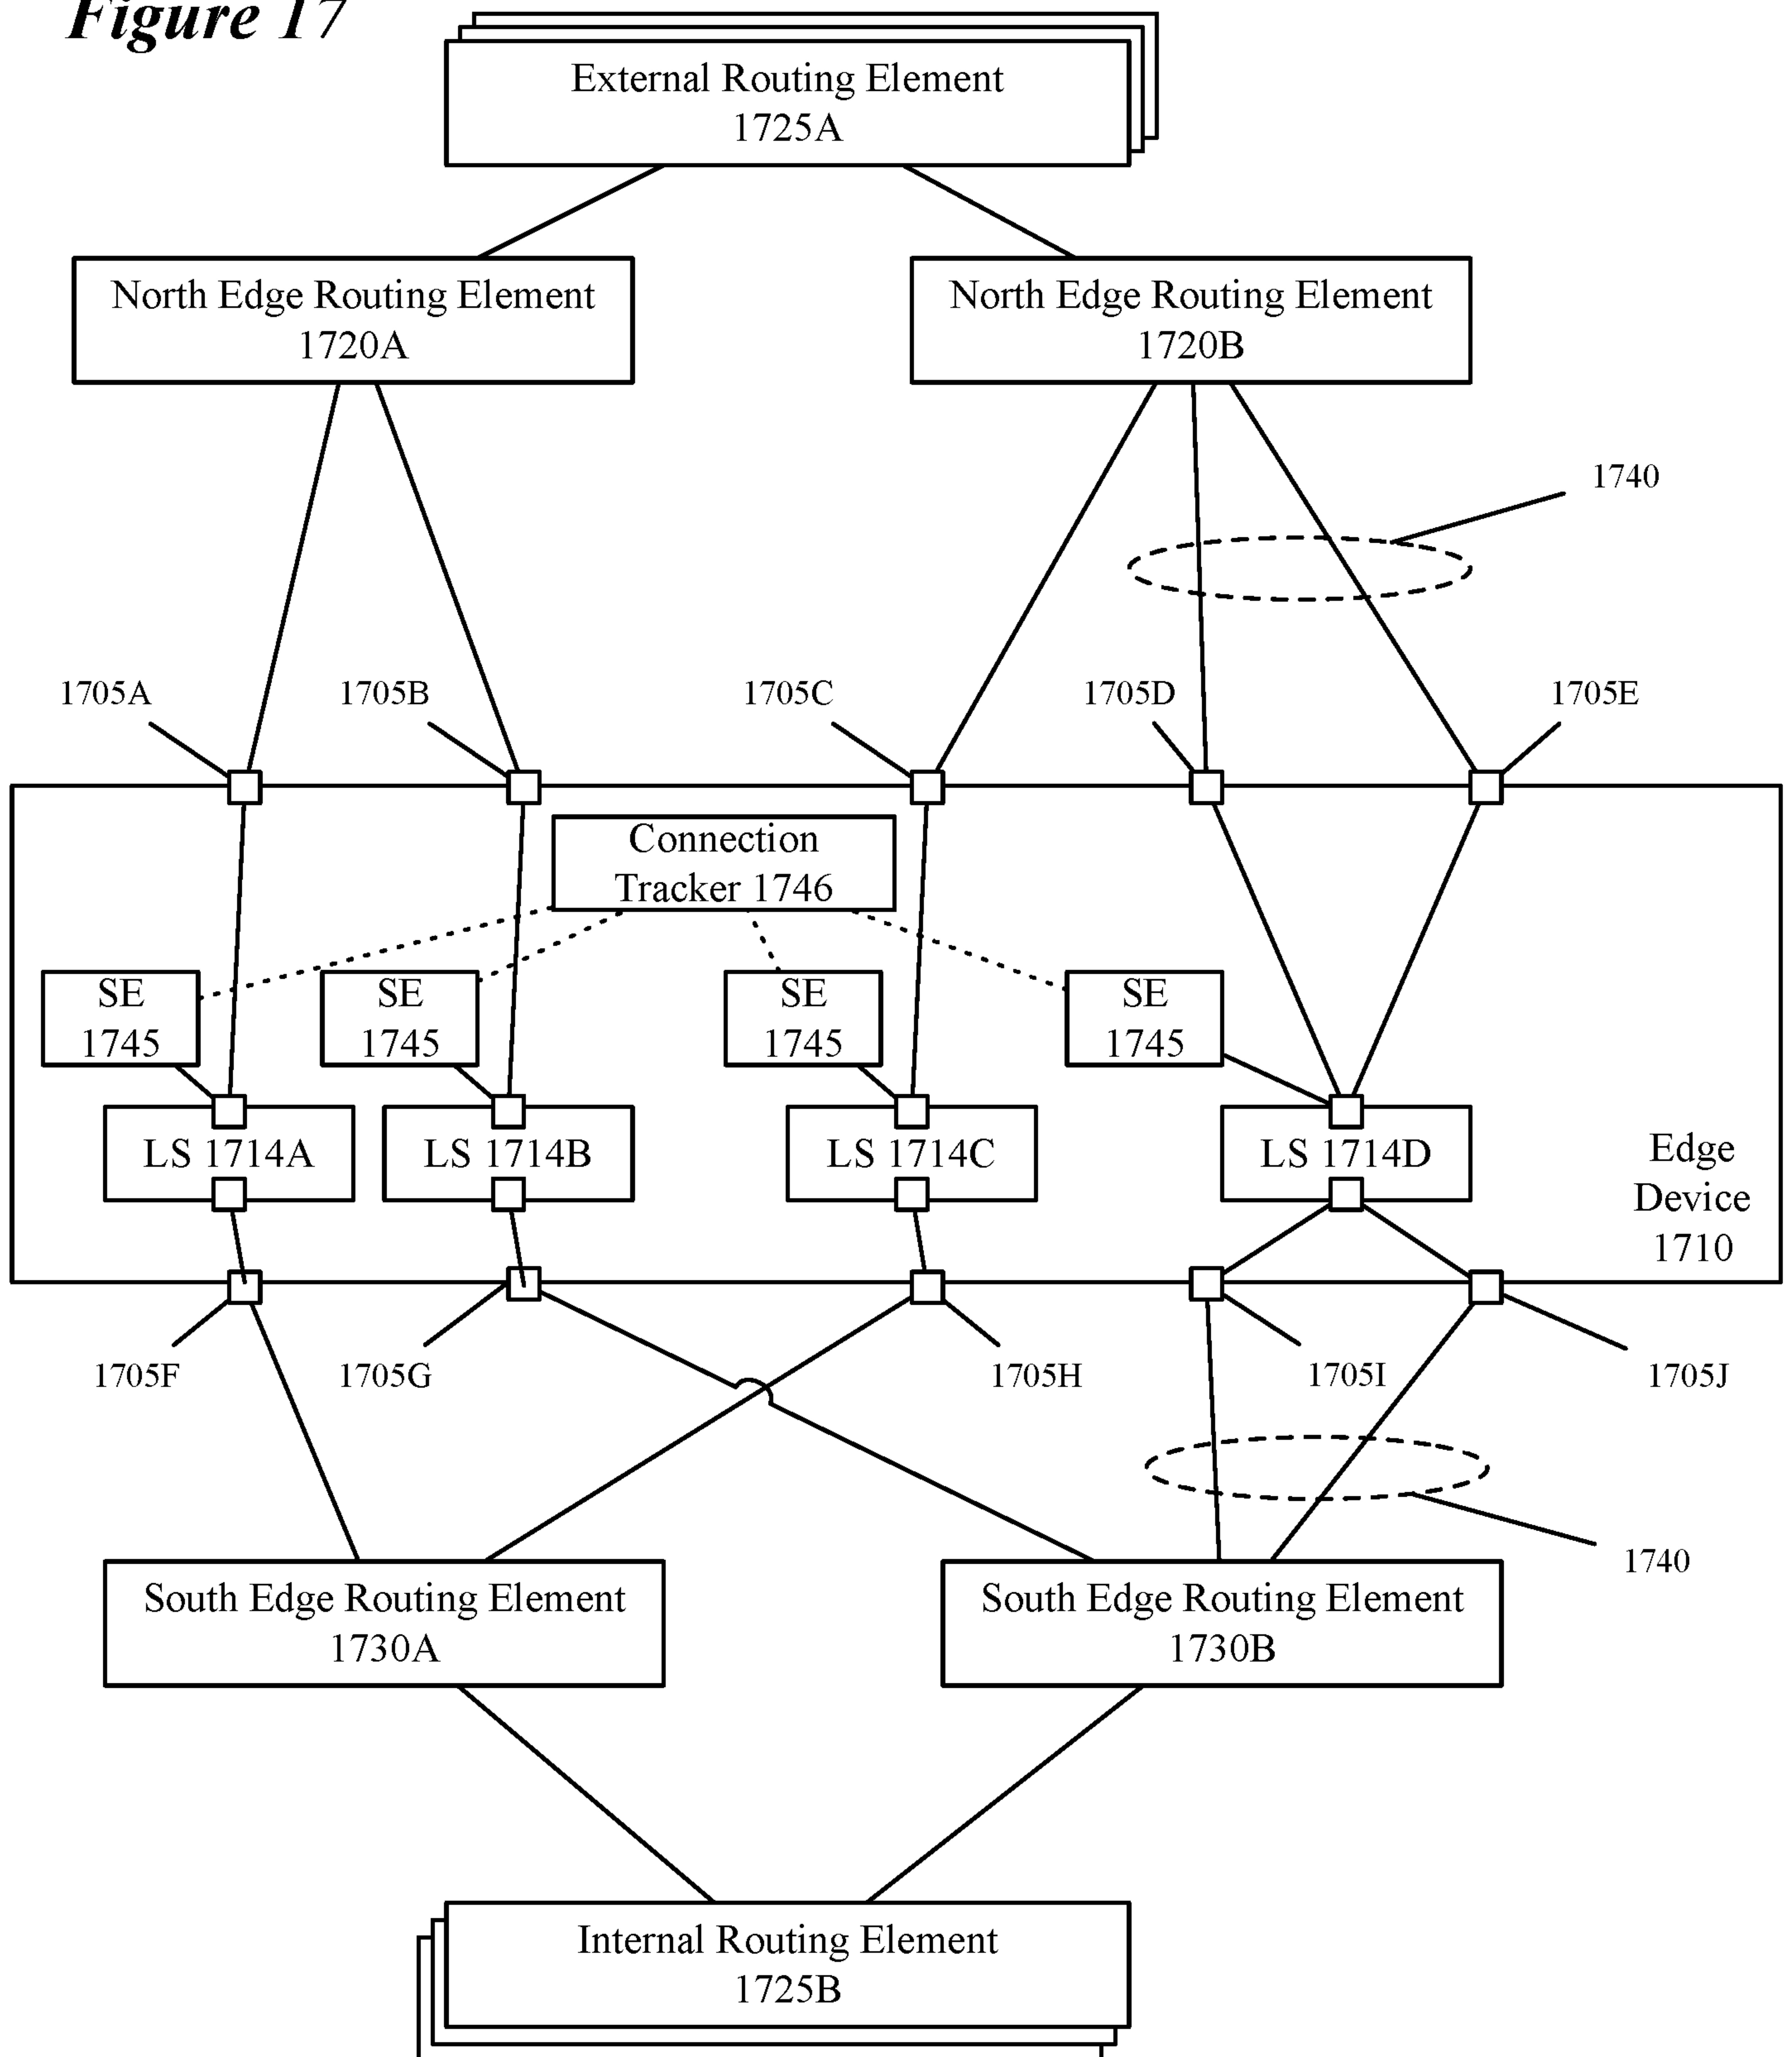 Figure 17
External Routing Element
1725A
North Edge Routing Element
1720A
North Edge Routing Element
1720B
1740
1705A
1705B
1705C
1705D
1705E
Connection
Tracker 1746
SE
1745
SE
1745
SE
1745
SE
1745
LS 1714A
LS 1714B
LS 1714C
LS 1714D
Edge
Device
1710
1705F
1705G
1705H
1705I
1705J
1740
South Edge Routing Element
1730A
South Edge Routing Element
1730B
Internal Routing Element
1725B